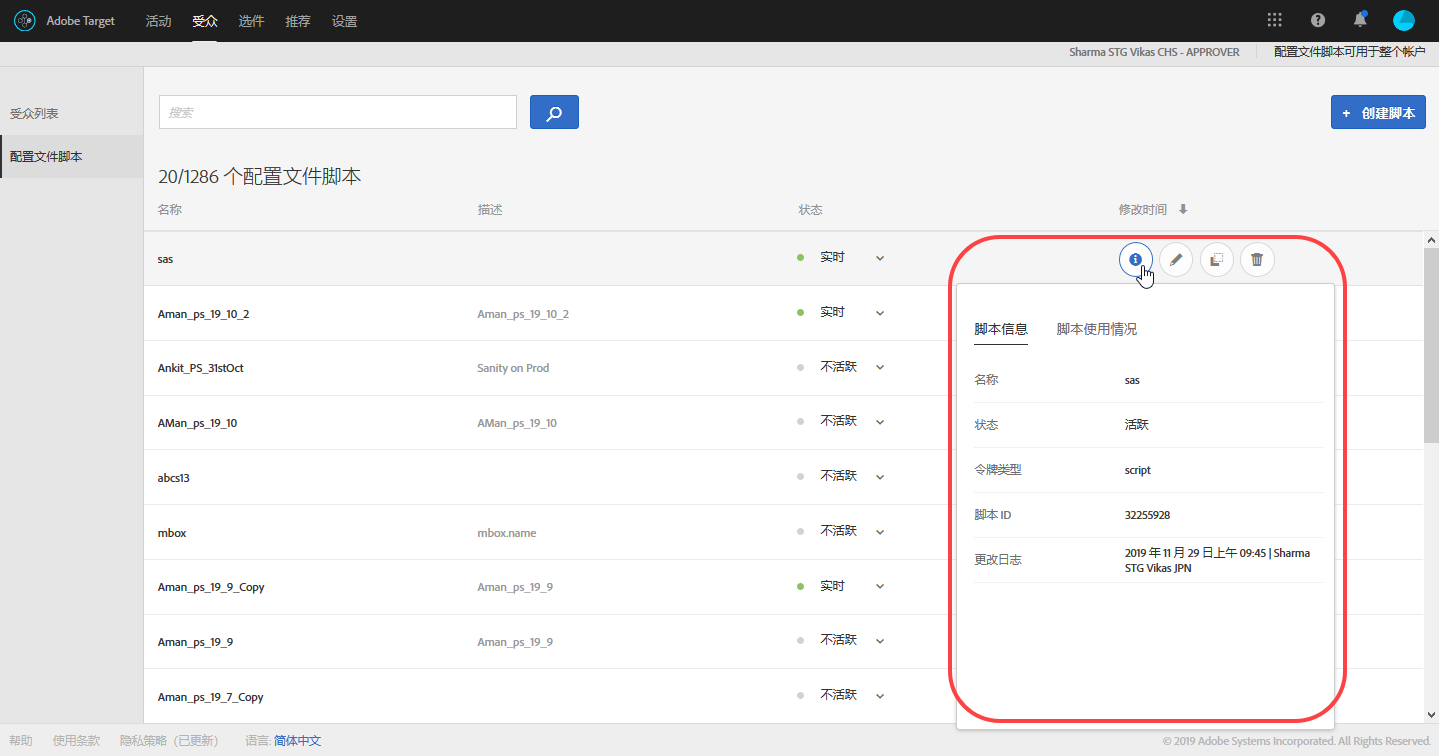 Adobe Target 活动 受众 选件 推荐 设置
Sharma STG Vikas CHS - APPROVER 配置文件脚本可用于整个帐户
受众列表
配置文件脚本
搜索
+ 创建脚本
20/1286 个配置文件脚本
名称 描述 状态 修改时间
sas 实时
Aman_ps_19_10_2 Aman_ps_19_10_2 实时
Ankit_PS_31stOct Sanity on Prod 不活跃
AMan_ps_19_10 AMan_ps_19_10 不活跃
abcs13 不活跃
mbox mbox.name 不活跃
Aman_ps_19_9_Copy Aman_ps_19_9 实时
Aman_ps_19_9 Aman_ps_19_9 不活跃
Aman_ps_19_7_Copy 不活跃
脚本信息 脚本使用情况
名称 sas
状态 活跃
令牌类型 script
脚本 ID 32255928
更改日志 2019 年 11 月 29 日上午 09:45 | Sharma
STG Vikas JPN
帮助 使用条款 隐私策略（已更新） 语言: 简体中文
© 2019 Adobe Systems Incorporated. All Rights Reserved.